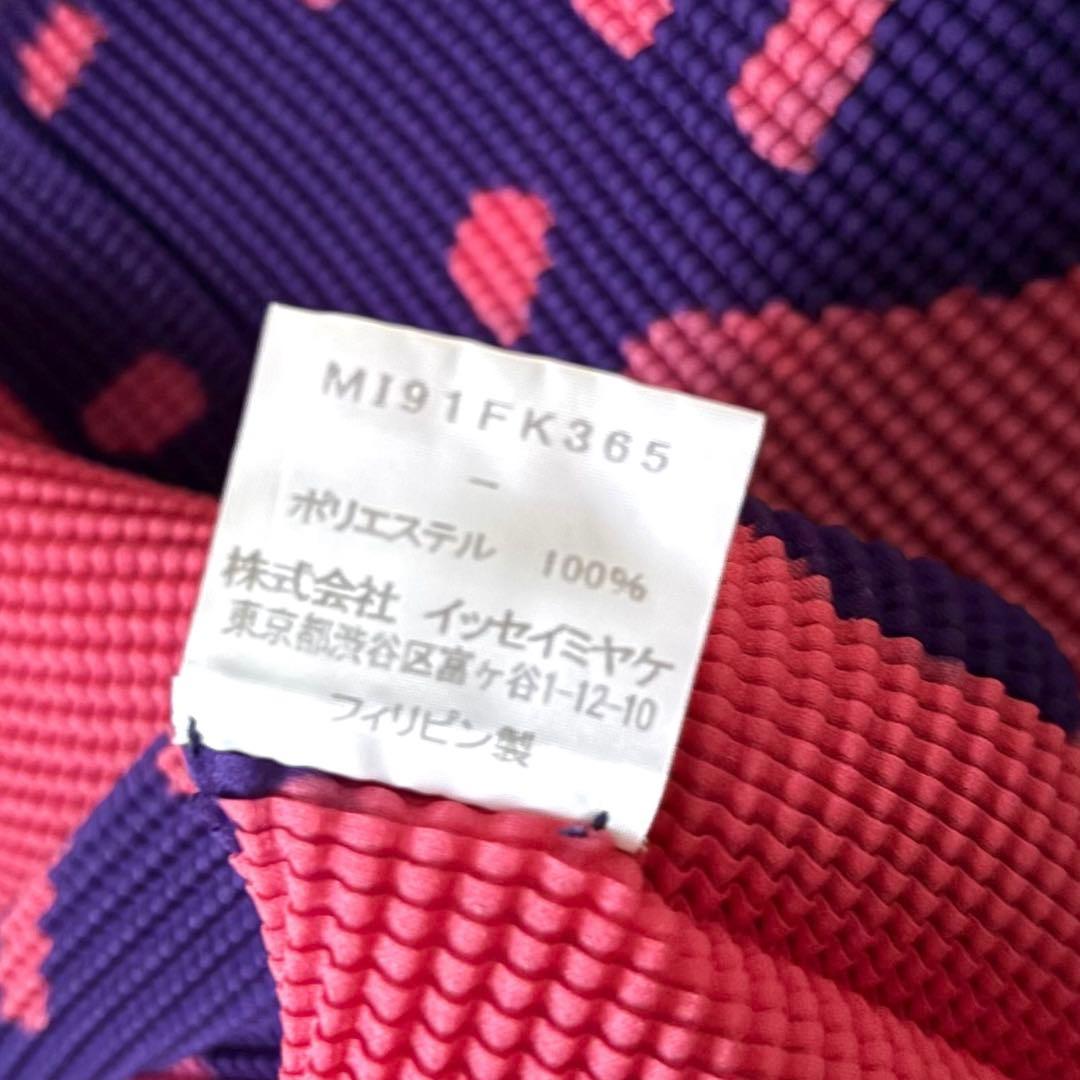 MI91FK365
-
ポリエステル 100%
株式会社 イッセイミヤケ
東京都渋谷区富ヶ谷1-12-10
フィリピン製